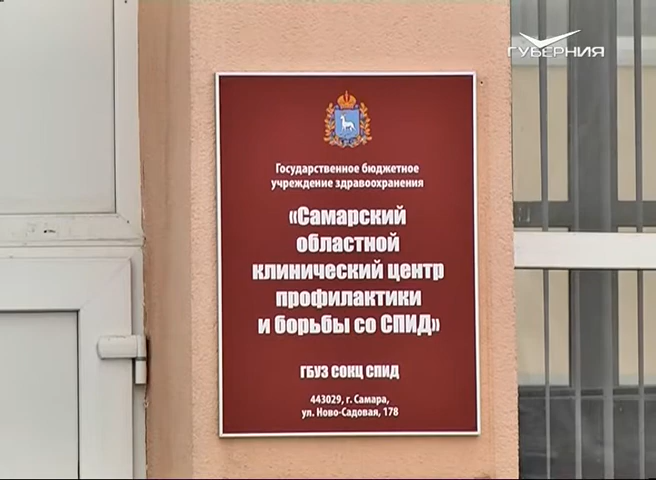 ГУБЕРНИЯ
Государственное бюджетное
учреждение здравоохранения
«Самарский
областной
клинический центр
профилактики
и борьбы со СПИД»
ГБУЗ СОКЦ СПИД
443029, г. Самара,
ул. Ново-Садовая, 178